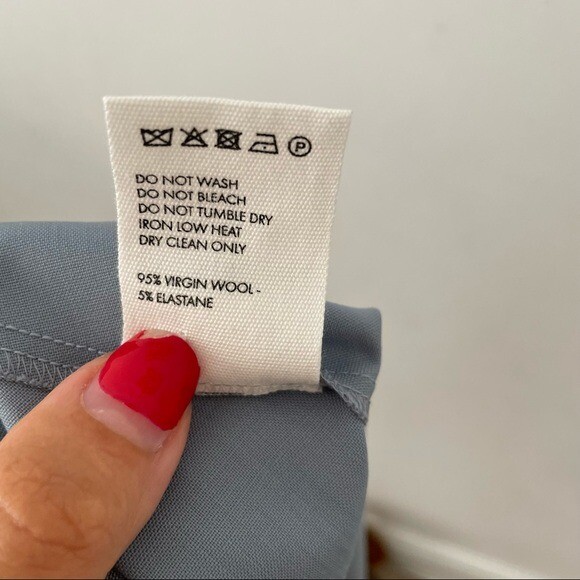 P
DO NOT WASH
DO NOT BLEACH
DO NOT TUMBLE DRY
IRON LOW HEAT
DRY CLEAN ONLY
95% VIRGIN WOOL -
5% ELASTANE